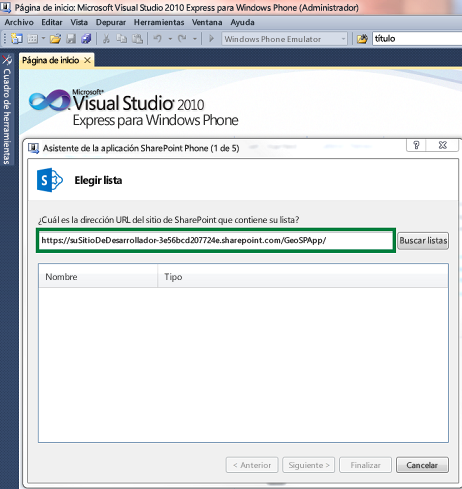 Página de inicio: Microsoft Visual Studio 2010 Express para Windows Phone (Administrador)
Archivo Editar Vista Depurar Herramientas Ventana Ayuda
Windows Phone Emulator título
Cuadro de herramientas
Página de inicio
Microsoft®
Visual Studio® 2010
Express para Windows Phone
Asistente de la aplicación SharePoint Phone (1 de 5)
S
Elegir lista
¿Cuál es la dirección URL del sitio de SharePoint que contiene su lista?
https://suSitioDeDesarrollador-3e56bcd207724e.sharepoint.com/GeoSPApp/ Buscar listas
Nombre Tipo
< Anterior Siguiente > Finalizar Cancelar